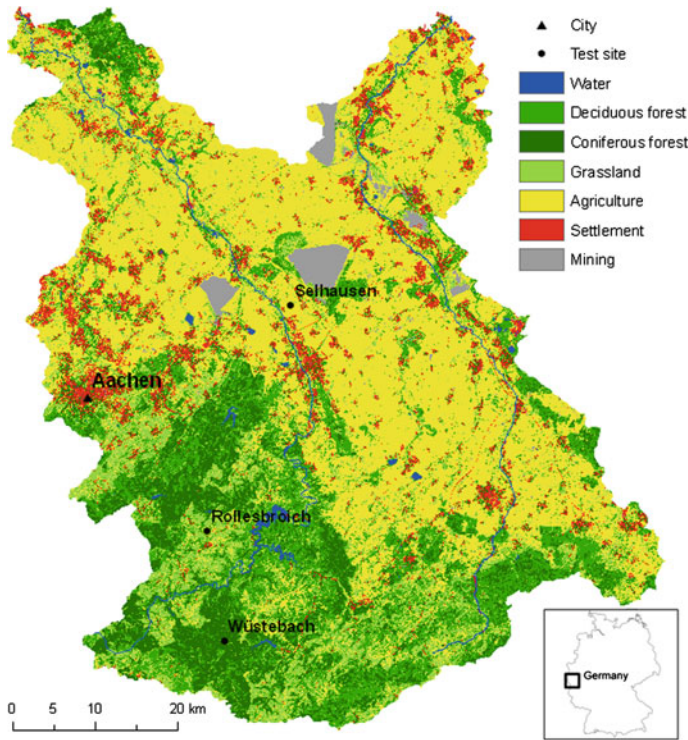 City
Test site
Water
Deciduous forest
Coniferous forest
Grassland
Agriculture
Settlement
Mining
Selhausen
Aachen
Rollesbroich
Wüstebach
Germany
0 5 10 20 km